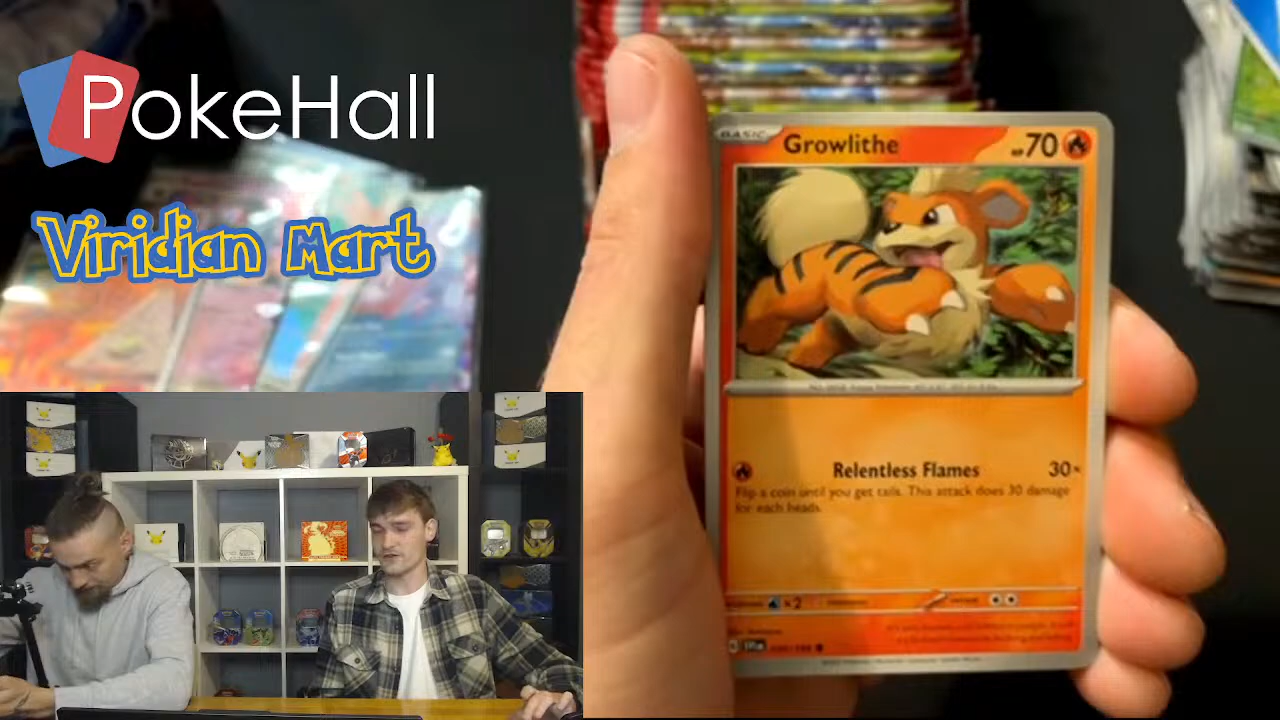 PokeHall
Viridian Mart
BASIC
Growlithe
HP70
Relentless Flames 30×
Flip a coin until you get tails. This attack does 30 damage
for each heads.
×2